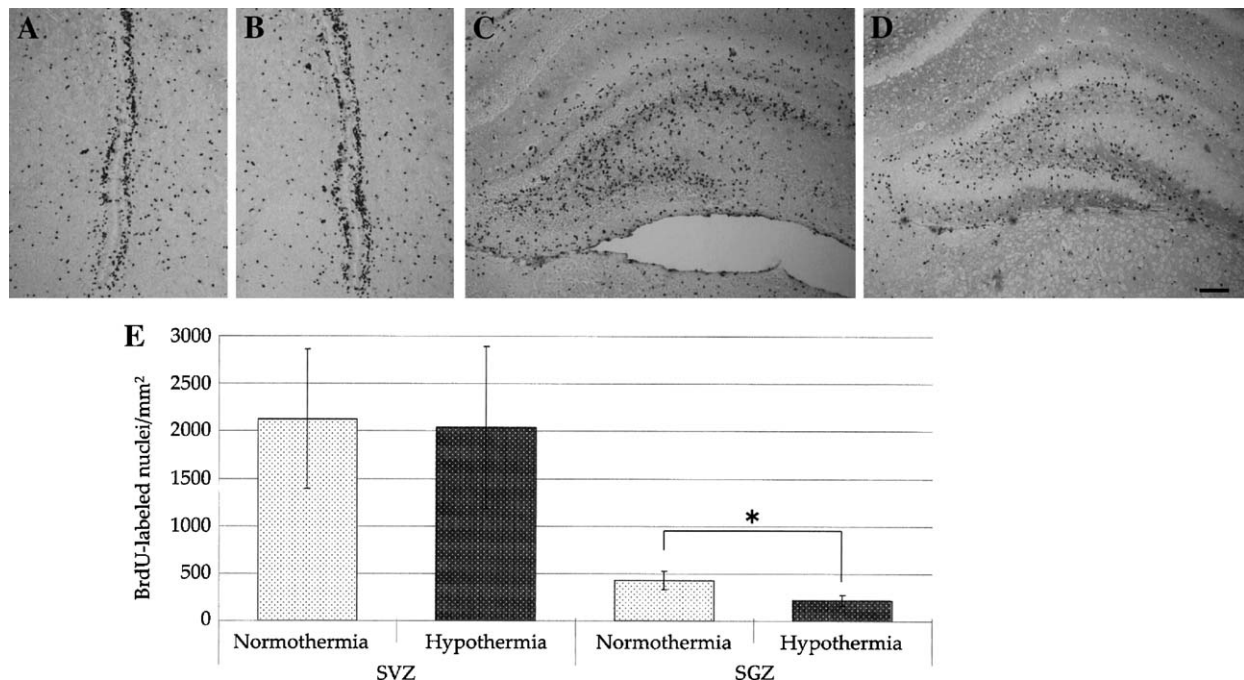 A B C D
E
BrdU-labeled nuclei/mm²
3000
2500
2000
1500
1000
500
0
*
Normothermia Hypothermia Normothermia Hypothermia
SVZ SGZ